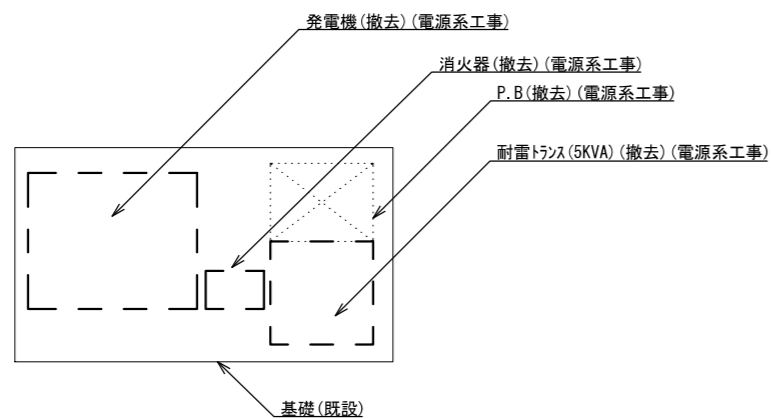 発電機(撤去)(電源系工事)
消火器(撤去)(電源系工事)
P.B(撤去)(電源系工事)
耐雷ﾄﾗﾝｽ(5KVA)(撤去)(電源系工事)
基礎(既設)